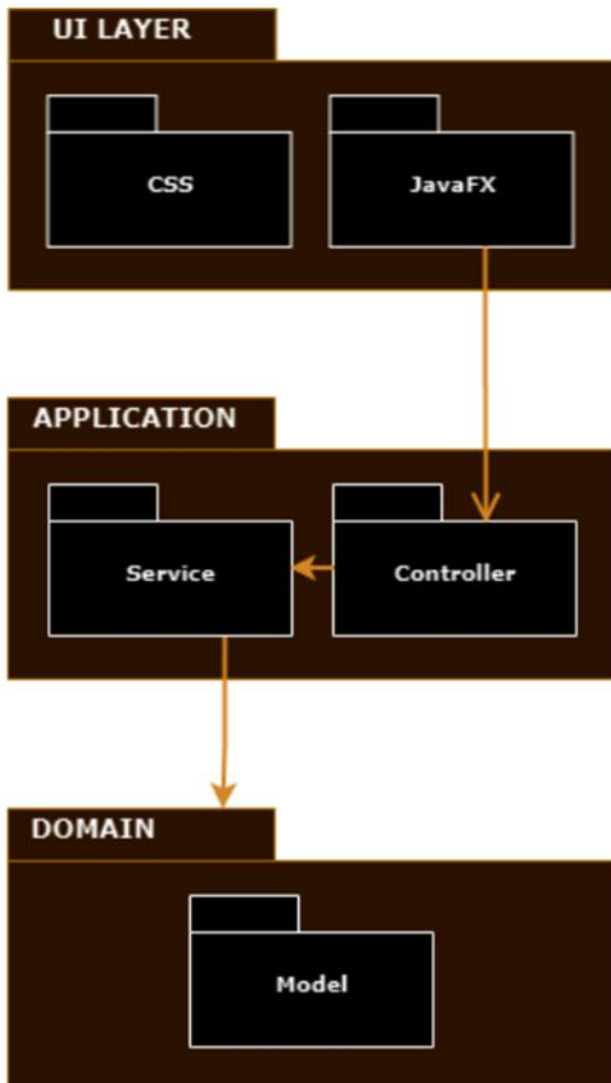 UI LAYER
CSS
JavaFX
APPLICATION
Service
Controller
DOMAIN
Model